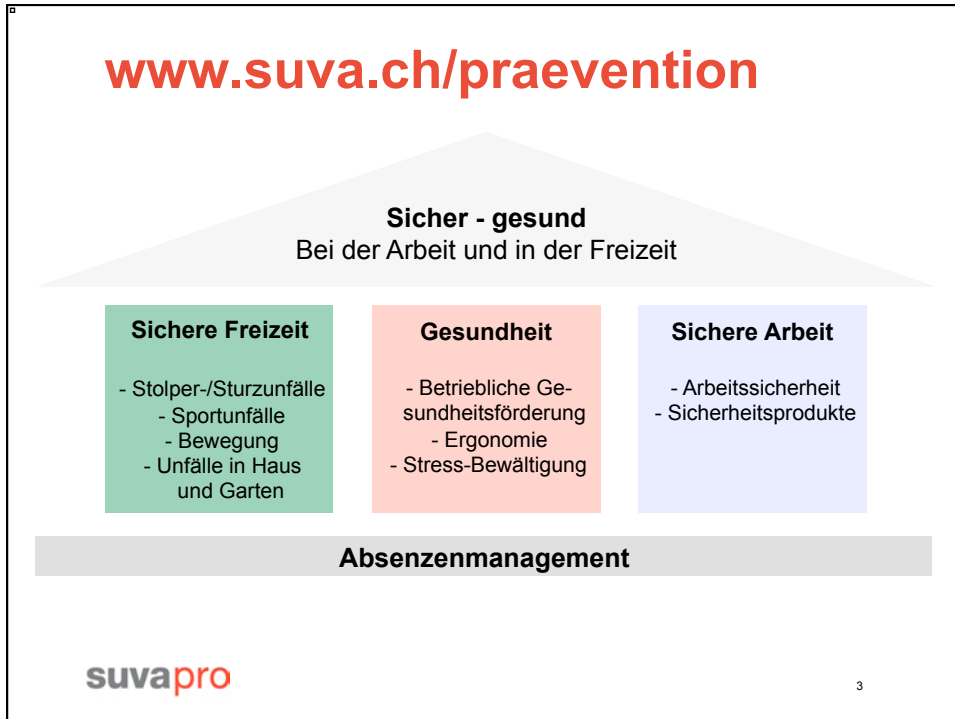 www.suva.ch/praevention
Sicher - gesund
Bei der Arbeit und in der Freizeit
Sichere Freizeit
- Stolper-/Sturzunfälle
- Sportunfälle
- Bewegung
- Unfälle in Haus
und Garten
Gesundheit
- Betriebliche Ge-
sundheitsförderung
- Ergonomie
- Stress-Bewältigung
Sichere Arbeit
- Arbeitssicherheit
- Sicherheitsprodukte
Absenzenmanagement
suvapro
3